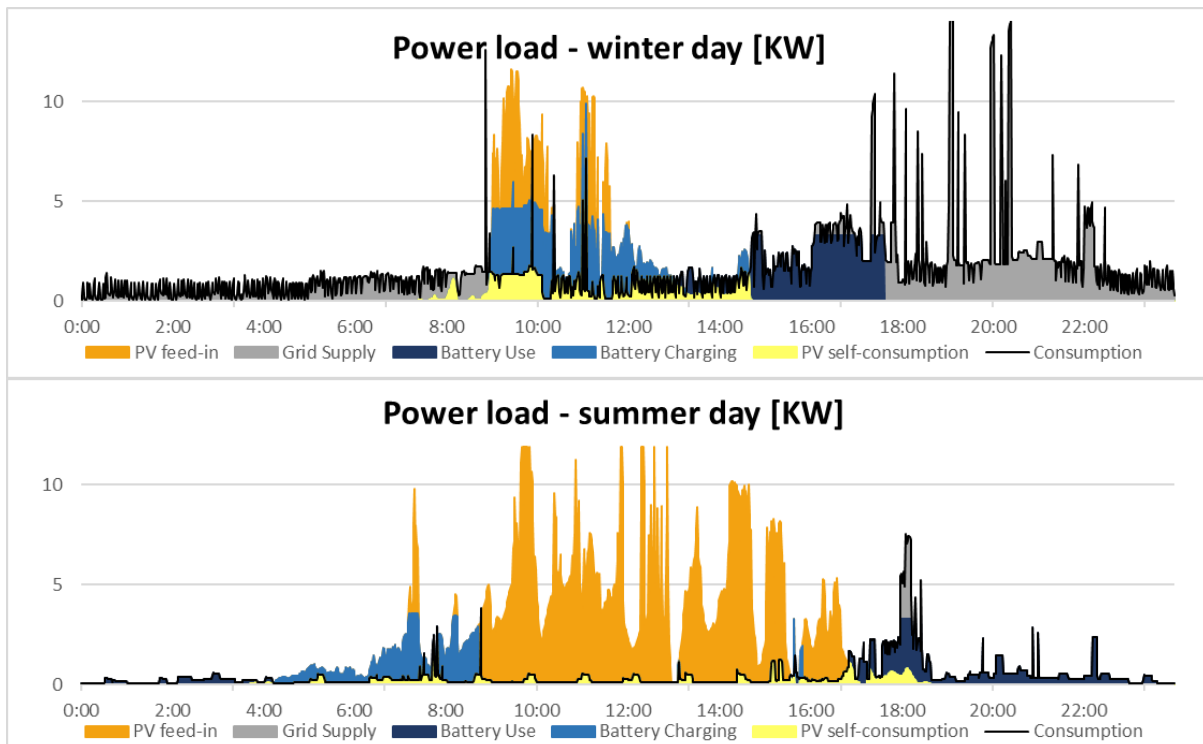 Power load - winter day [KW]
10
5
0
0:00 2:00 4:00 6:00 8:00 10:00 12:00 14:00 16:00 18:00 20:00 22:00
PV feed-in Grid Supply Battery Use Battery Charging PV self-consumption Consumption
Power load - summer day [KW]
10
5
0
0:00 2:00 4:00 6:00 8:00 10:00 12:00 14:00 16:00 18:00 20:00 22:00
PV feed-in Grid Supply Battery Use Battery Charging PV self-consumption Consumption